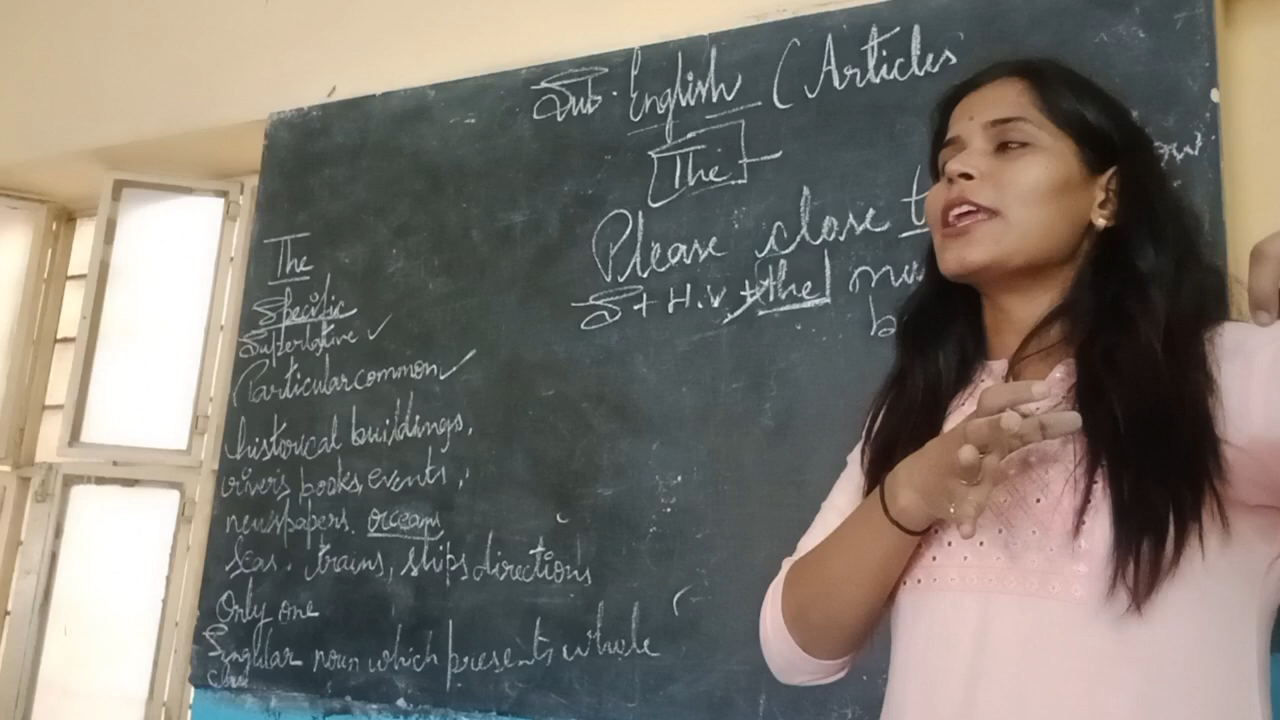 Sub. English (Articles
The
Please close t
S + H.V + the
b
The
Specific
Superlative ✓
Particular common ✓
historical buildings,
rivers books, events,
newspapers. occeans
Seas. trains, ships directions
Only one
Singular noun which presents whole